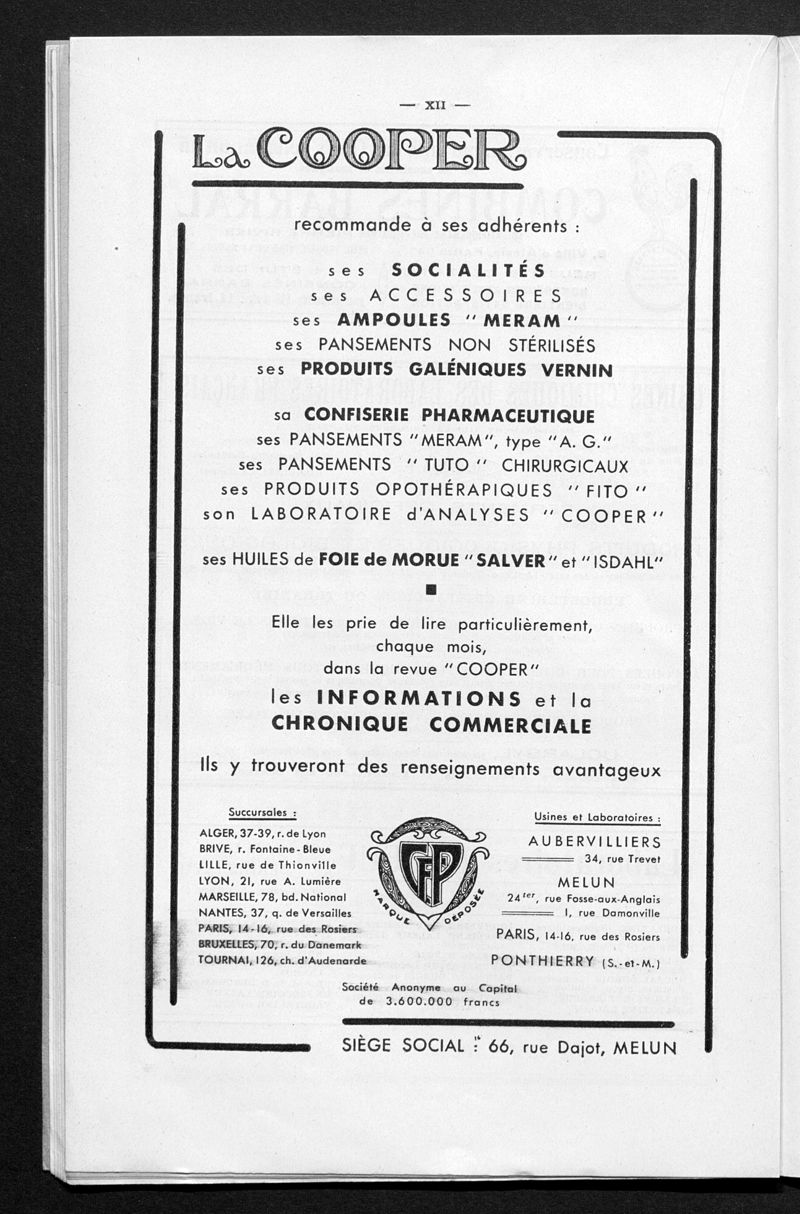 — XII —
La COOPER
recommande à ses adhérents :
ses SOCIALITÉS
ses ACCESSOIRES
ses AMPOULES "MERAM"
ses PANSEMENTS NON STÉRILISÉS
ses PRODUITS GALÉNIQUES VERNIN
sa CONFISERIE PHARMACEUTIQUE
ses PANSEMENTS "MERAM", type "A. G."
ses PANSEMENTS "TUTO" CHIRURGICAUX
ses PRODUITS OPOTHÉRAPIQUES "FITO"
son LABORATOIRE d'ANALYSES "COOPER"
ses HUILES de FOIE de MORUE "SALVER" et "ISDAHL"
Elle les prie de lire particulièrement,
chaque mois,
dans la revue "COOPER"
les INFORMATIONS et la
CHRONIQUE COMMERCIALE
Ils y trouveront des renseignements avantageux
Succursales :
ALGER, 37-39, r. de Lyon
BRIVE, r. Fontaine-Bleue
LILLE, rue de Thionville
LYON, 21, rue A. Lumière
MARSEILLE, 78, bd. National
NANTES, 37, q. de Versailles
PARIS, 14-16, rue des Rosiers
BRUXELLES, 70, r. du Danemark
TOURNAI, 126, ch. d'Audenarde
CFP
MARQUE DÉPOSÉE
Usines et Laboratoires :
AUBERVILLIERS
34, rue Trevet
MELUN
24 ter, rue Fosse-aux-Anglais
1, rue Damonville
PARIS, 14-16, rue des Rosiers
PONTHIERRY (S.-et-M.)
Société Anonyme au Capital
de 3.600.000 francs
SIÈGE SOCIAL : 66, rue Dajot, MELUN